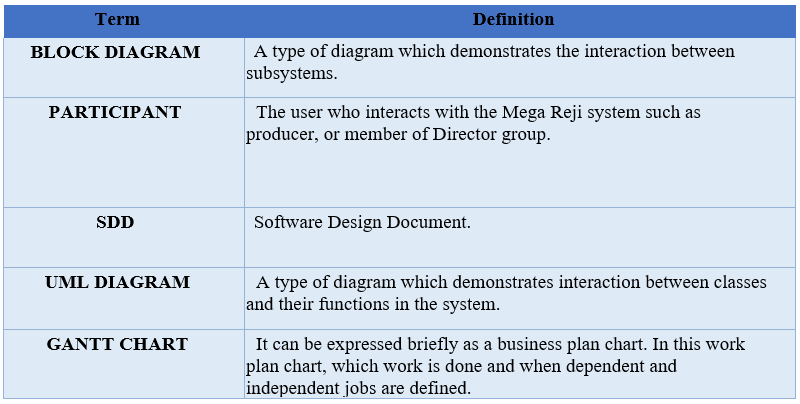 Term Definition
BLOCK DIAGRAM A type of diagram which demonstrates the interaction between
subsystems.
PARTICIPANT The user who interacts with the Mega Reji system such as
producer, or member of Director group.
SDD Software Design Document.
UML DIAGRAM A type of diagram which demonstrates interaction between classes
and their functions in the system.
GANTT CHART It can be expressed briefly as a business plan chart. In this work
plan chart, which work is done and when dependent and
independent jobs are defined.